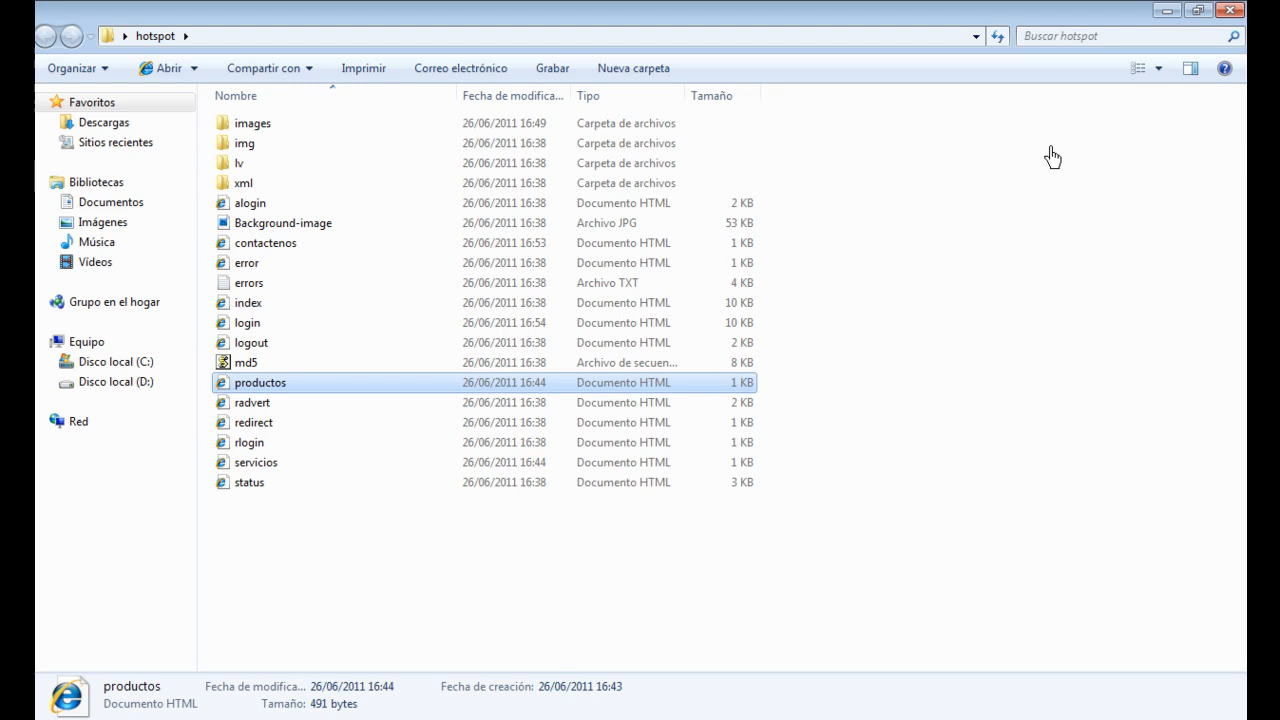 hotspot
Buscar hotspot
Organizar Abrir Compartir con Imprimir Correo electrónico Grabar Nueva carpeta
Nombre Fecha de modifica... Tipo Tamaño
Favoritos
Descargas
Sitios recientes
Bibliotecas
Documentos
Imágenes
Música
Vídeos
Grupo en el hogar
Equipo
Disco local (C:)
Disco local (D:)
Red
images 26/06/2011 16:49 Carpeta de archivos
img 26/06/2011 16:38 Carpeta de archivos
lv 26/06/2011 16:38 Carpeta de archivos
xml 26/06/2011 16:38 Carpeta de archivos
alogin 26/06/2011 16:38 Documento HTML 2 KB
Background-image 26/06/2011 16:38 Archivo JPG 53 KB
contactenos 26/06/2011 16:53 Documento HTML 1 KB
error 26/06/2011 16:38 Documento HTML 1 KB
errors 26/06/2011 16:38 Archivo TXT 4 KB
index 26/06/2011 16:38 Documento HTML 10 KB
login 26/06/2011 16:54 Documento HTML 10 KB
logout 26/06/2011 16:38 Documento HTML 2 KB
md5 26/06/2011 16:38 Archivo de secuen... 8 KB
productos 26/06/2011 16:44 Documento HTML 1 KB
radvert 26/06/2011 16:38 Documento HTML 2 KB
redirect 26/06/2011 16:38 Documento HTML 1 KB
rlogin 26/06/2011 16:38 Documento HTML 1 KB
servicios 26/06/2011 16:44 Documento HTML 1 KB
status 26/06/2011 16:38 Documento HTML 3 KB
productos Fecha de modifica... 26/06/2011 16:44 Fecha de creación: 26/06/2011 16:43
Documento HTML Tamaño: 491 bytes